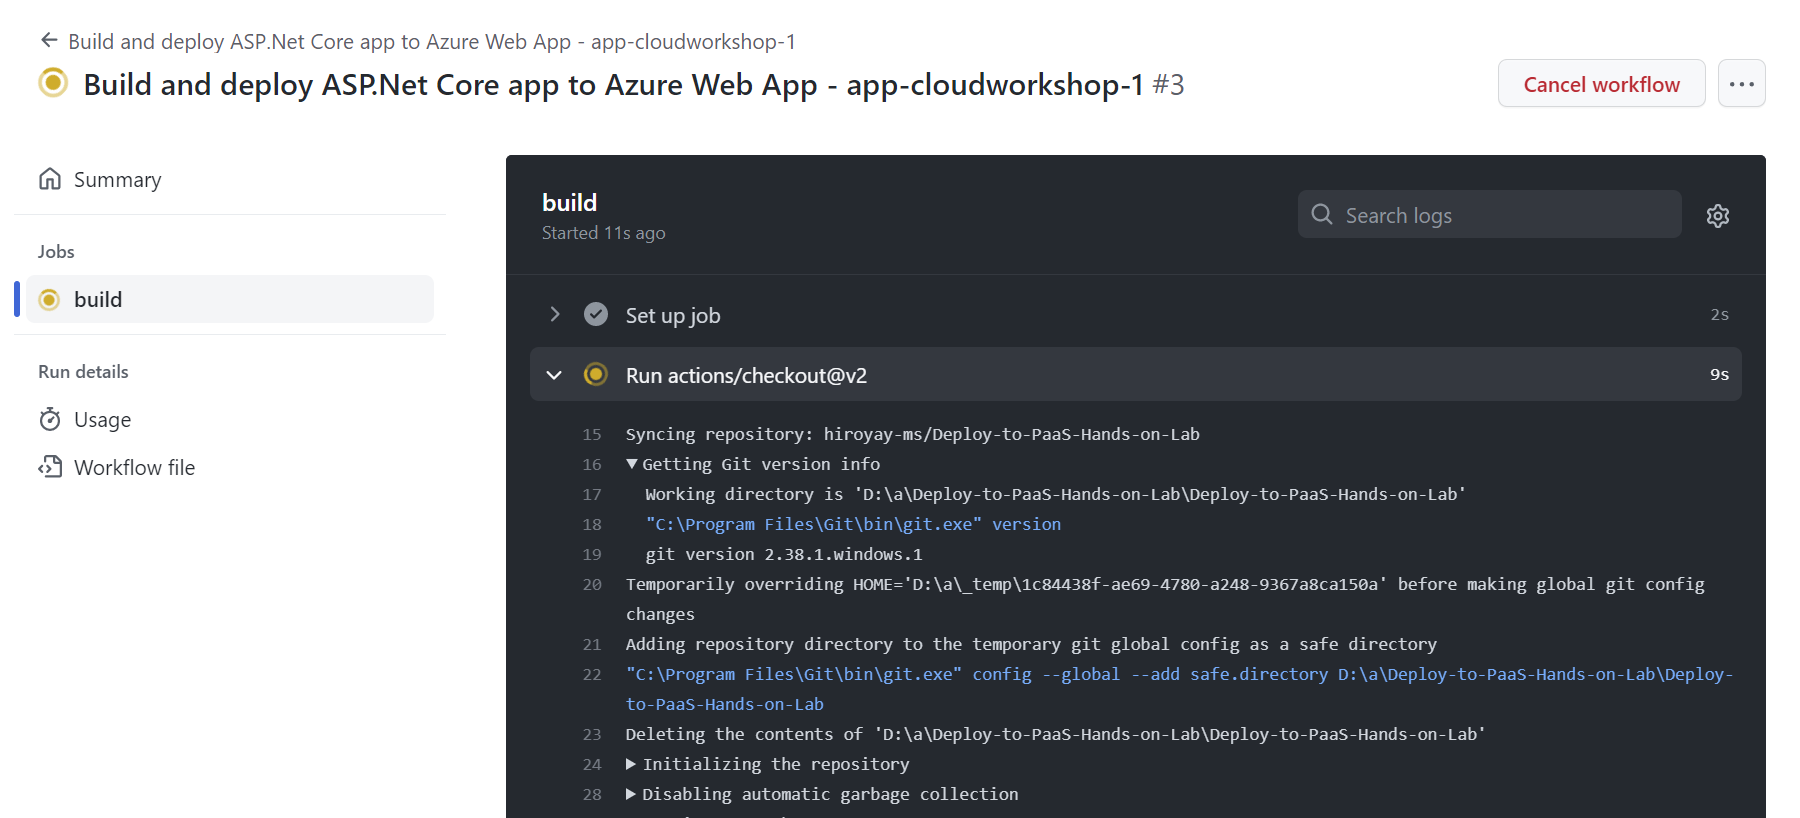 Build and deploy ASP.Net Core app to Azure Web App - app-cloudworkshop-1
Build and deploy ASP.Net Core app to Azure Web App - app-cloudworkshop-1 #3
Cancel workflow
Summary
Jobs
build
Run details
Usage
Workflow file
build
Started 11s ago
Search logs
Set up job 2s
Run actions/checkout@v2 9s
15 Syncing repository: hiroyay-ms/Deploy-to-PaaS-Hands-on-Lab
16 ▼Getting Git version info
17 Working directory is 'D:\a\Deploy-to-PaaS-Hands-on-Lab\Deploy-to-PaaS-Hands-on-Lab'
18 "C:\Program Files\Git\bin\git.exe" version
19 git version 2.38.1.windows.1
20 Temporarily overriding HOME='D:\a\_temp\1c84438f-ae69-4780-a248-9367a8ca150a' before making global git config
changes
21 Adding repository directory to the temporary git global config as a safe directory
22 "C:\Program Files\Git\bin\git.exe" config --global --add safe.directory D:\a\Deploy-to-PaaS-Hands-on-Lab\Deploy-
to-PaaS-Hands-on-Lab
23 Deleting the contents of 'D:\a\Deploy-to-PaaS-Hands-on-Lab\Deploy-to-PaaS-Hands-on-Lab'
24 ▶Initializing the repository
28 ▶Disabling automatic garbage collection